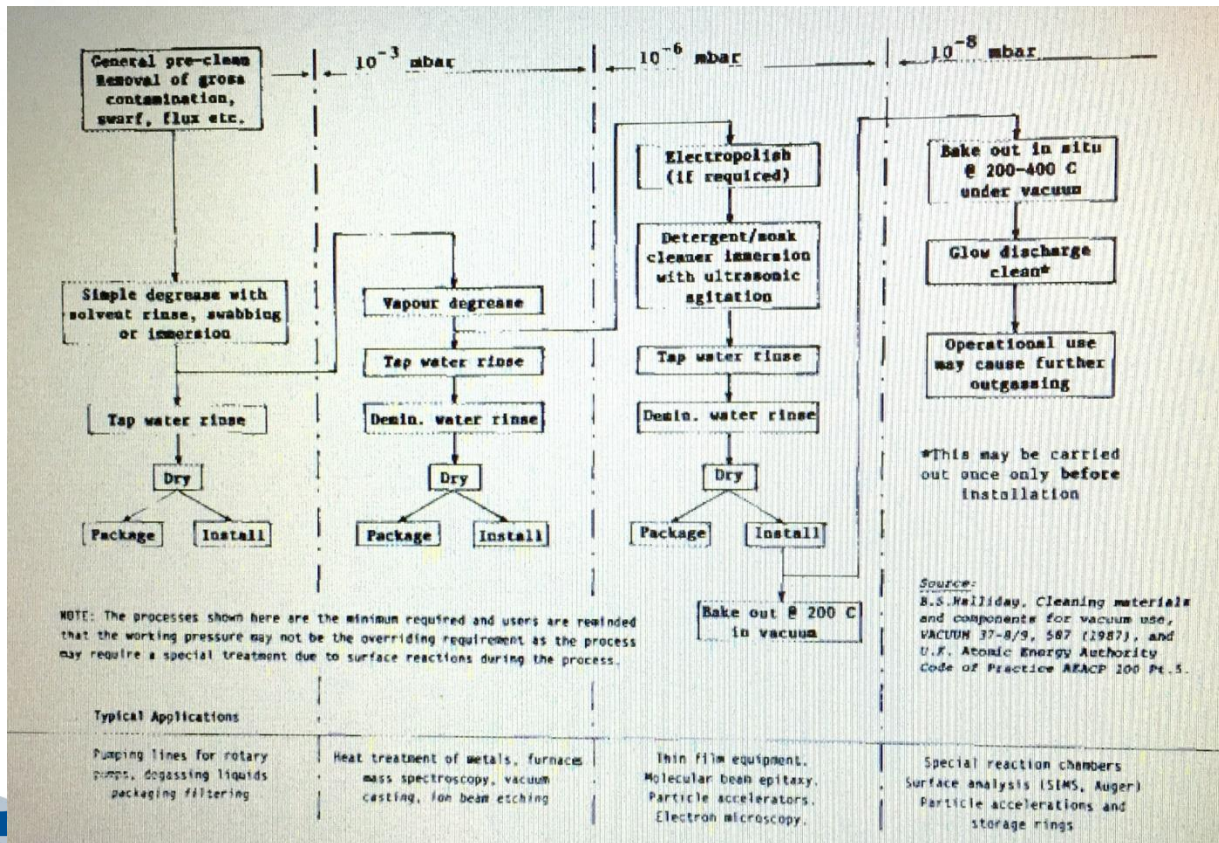 General pre-clean
Removal of gross
contamination,
swarf, flux etc.
Simple degrease with
solvent rinse, swabbing
or immersion
Tap water rinse
Dry
Package
Install
10⁻³ mbar
Vapour degrease
Tap water rinse
Demin. water rinse
Dry
Package
Install
10⁻⁶ mbar
Electropolish
(if required)
Detergent/soak
cleaner immersion
with ultrasonic
agitation
Tap water rinse
Demin. water rinse
Dry
Package
Install
Bake out @ 200 C
in vacuum
10⁻⁸ mbar
Bake out in situ
@ 200-400 C
under vacuum
Glow discharge
clean*
Operational use
may cause further
outgassing
*This may be carried
out once only before
installation
Source:
B.S.Halliday, Cleaning materials
and components for vacuum use,
VACUUM 37-8/9, 587 (1987), and
U.K. Atomic Energy Authority
Code of Practice AEACP 100 Pt.5.
NOTE: The processes shown here are the minimum required and users are reminded
that the working pressure may not be the overriding requirement as the process
may require a special treatment due to surface reactions during the process.
Typical Applications
Pumping lines for rotary
pumps, degassing liquids
packaging filtering
Heat treatment of metals, furnaces
mass spectroscopy, vacuum
casting, ion beam etching
Thin film equipment.
Molecular beam epitaxy.
Particle accelerators.
Electron microscopy.
Special reaction chambers
Surface analysis (SIMS, Auger)
Particle accelerations and
storage rings